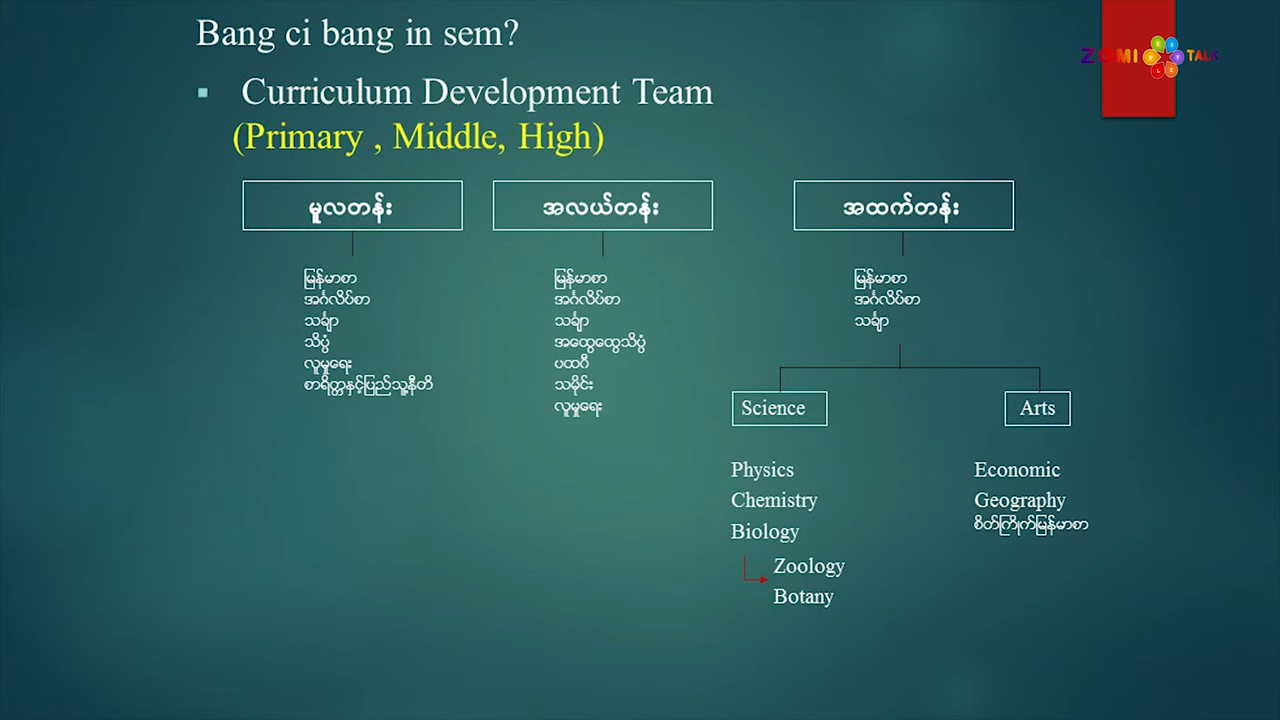 Bang ci bang in sem?
ZOMI TALK
Curriculum Development Team
(Primary , Middle, High)
မူလတန်း
အလယ်တန်း
အထက်တန်း
မြန်မာစာ
အင်္ဂလိပ်စာ
သင်္ချာ
သိပ္ပံ
လူမှုရေး
စာရိတ္တနှင့်ပြည်သူ့နီတိ
မြန်မာစာ
အင်္ဂလိပ်စာ
သင်္ချာ
အထွေထွေသိပ္ပံ
ပထဝီ
သမိုင်း
လူမှုရေး
မြန်မာစာ
အင်္ဂလိပ်စာ
သင်္ချာ
Science
Physics
Chemistry
Biology
Zoology
Botany
Arts
Economic
Geography
စိတ်ကြိုက်မြန်မာစာ